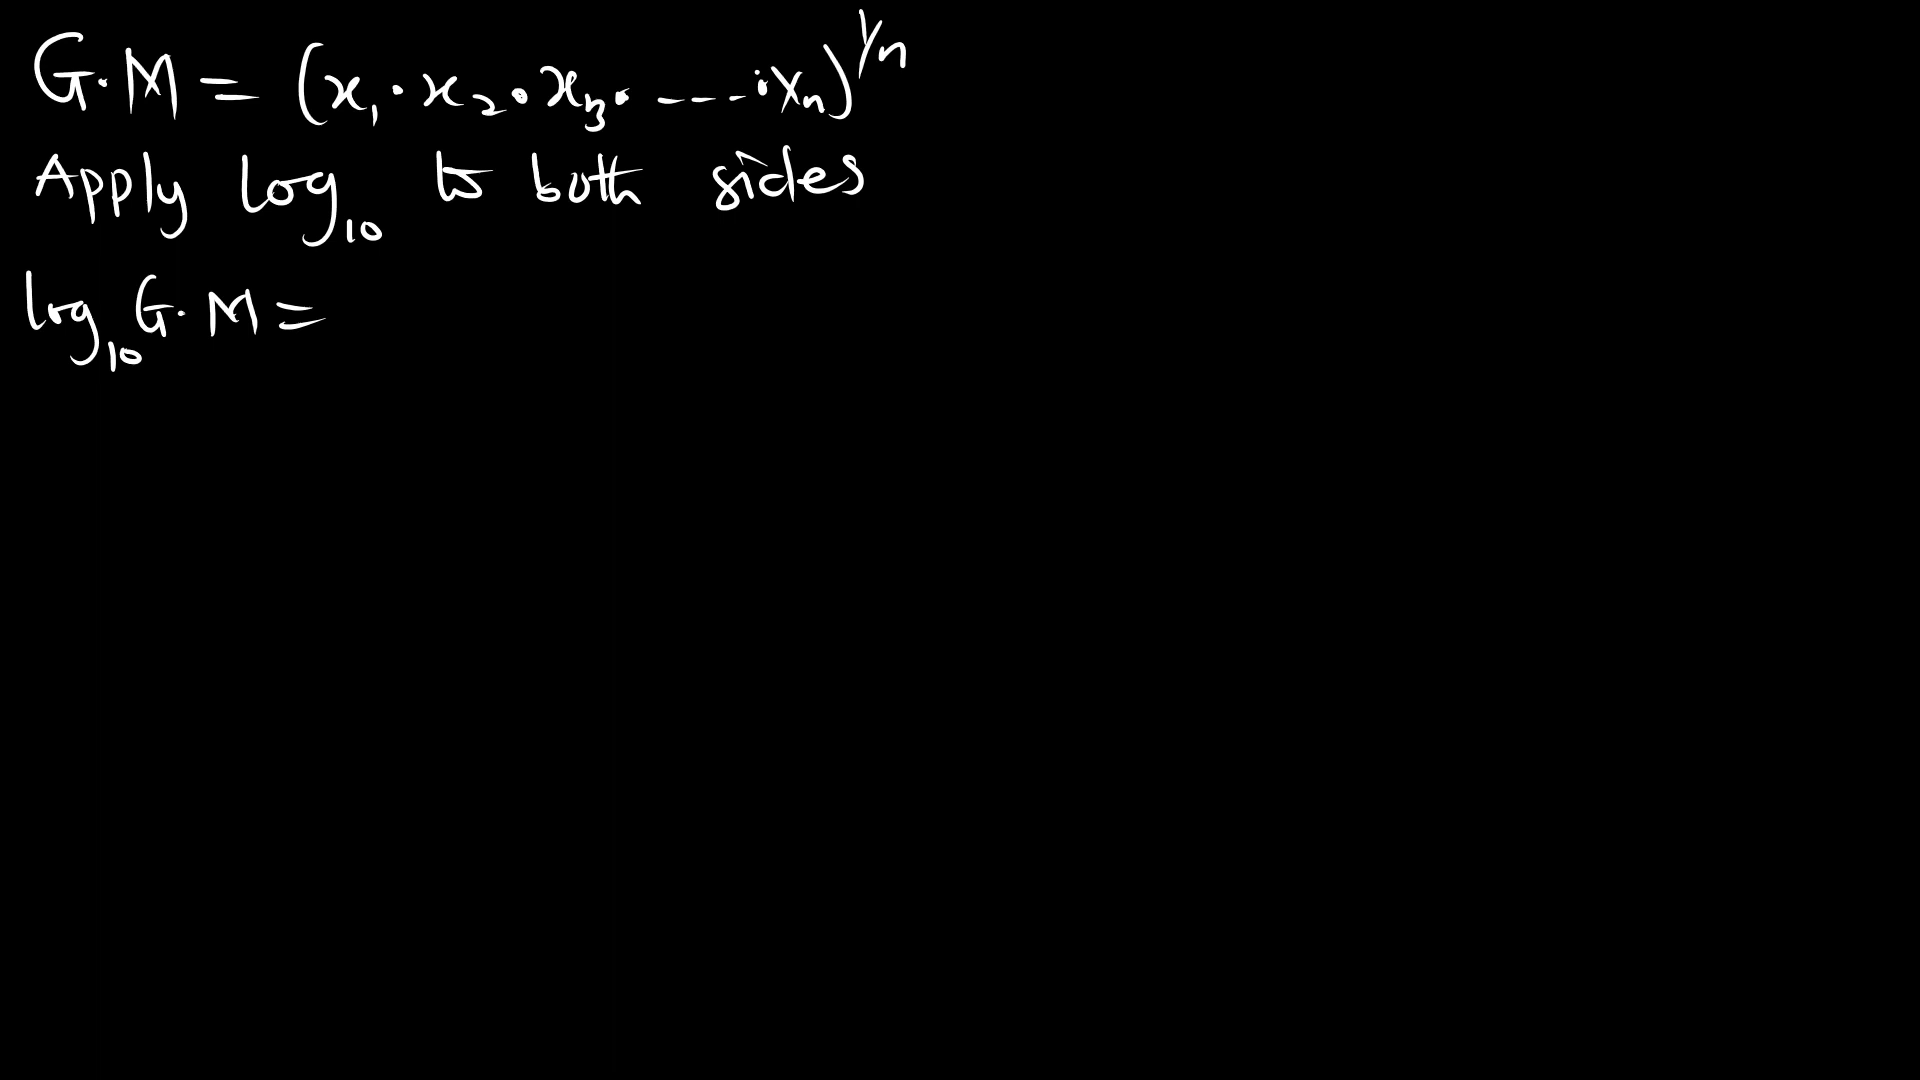 G.M = (x₁ · x₂ · x₃ · ---- · xₙ)^1/n
Apply log₁₀ to both sides
log₁₀ G.M =